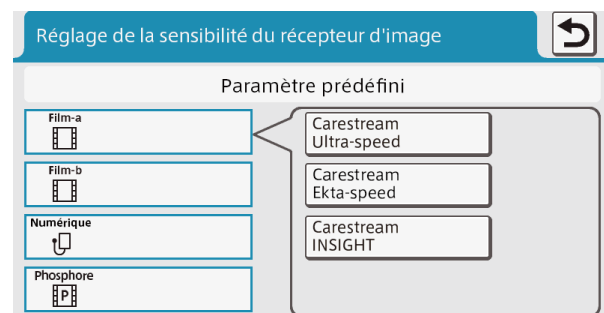 Réglage de la sensibilité du récepteur d'image
Paramètre prédéfini
Film-a
Carestream
Ultra-speed
Film-b
Carestream
Ekta-speed
Numérique
Carestream
INSIGHT
Phosphore
P